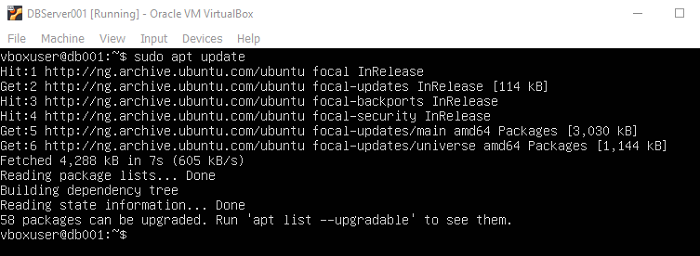 DBServer001 [Running] - Oracle VM VirtualBox
File Machine View Input Devices Help
vboxuser@db001:~$ sudo apt update
Hit:1 http://ng.archive.ubuntu.com/ubuntu focal InRelease
Get:2 http://ng.archive.ubuntu.com/ubuntu focal-updates InRelease [114 kB]
Hit:3 http://ng.archive.ubuntu.com/ubuntu focal-backports InRelease
Hit:4 http://ng.archive.ubuntu.com/ubuntu focal-security InRelease
Get:5 http://ng.archive.ubuntu.com/ubuntu focal-updates/main amd64 Packages [3,030 kB]
Get:6 http://ng.archive.ubuntu.com/ubuntu focal-updates/universe amd64 Packages [1,144 kB]
Fetched 4,288 kB in 7s (605 kB/s)
Reading package lists... Done
Building dependency tree
Reading state information... Done
58 packages can be upgraded. Run 'apt list --upgradable' to see them.
vboxuser@db001:~$